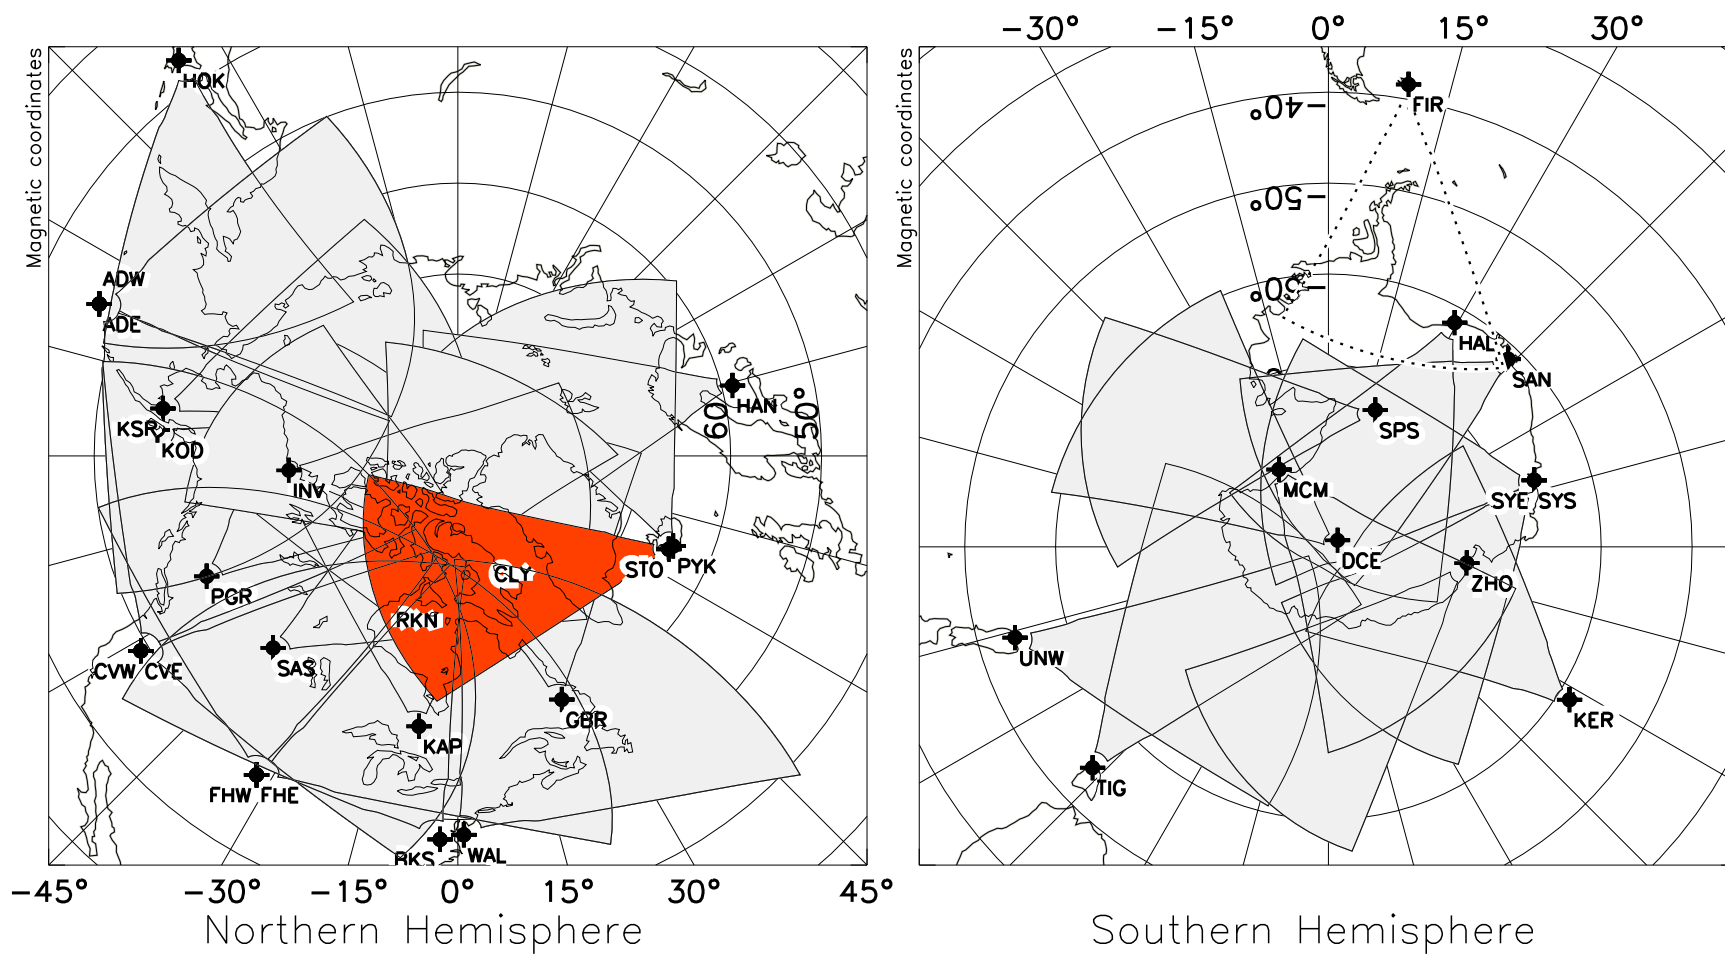 −30° −15° 0° 15° 30°
Magnetic coordinates
Magnetic coordinates
HOK
FIR
−40°
−50°
ADW
ADE
HAL
SAN
HAN
60
50°
KSR
KOD
SPS
INV
MCM
SYE SYS
DCE
ZHO
CLY
STO PYK
PGR
RKN
UNW
CVW CVE
SAS
GBR
KER
KAP
TIG
FHW FHE
BKS WAL
−45° −30° −15° 0° 15° 30° 45°
Northern Hemisphere
Southern Hemisphere